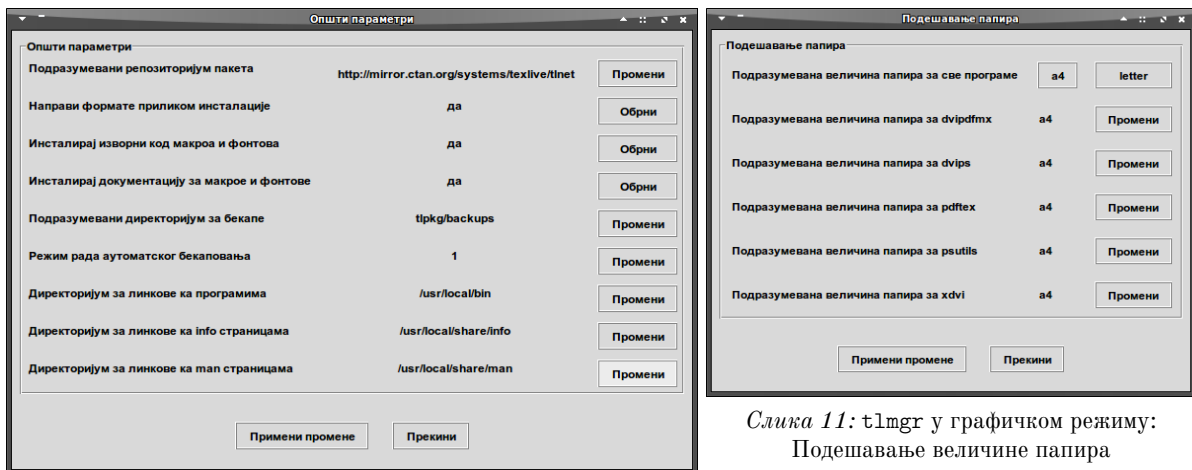 Општи параметри
Општи параметри
Подразумевани репозиторијум пакета http://mirror.ctan.org/systems/texlive/tlnet Промени
Направи формате приликом инсталације да Обрни
Инсталирај изворни код макроа и фонтова да Обрни
Инсталирај документацију за макрое и фонтове да Обрни
Подразумевани директоријум за бекапе tlpkg/backups Промени
Режим рада аутоматског бекаповања 1 Промени
Директоријум за линкове ка програмима /usr/local/bin Промени
Директоријум за линкове ка info страницама /usr/local/share/info Промени
Директоријум за линкове ка man страницама /usr/local/share/man Промени
Примени промене Прекини
Подешавање папира
Подешавање папира
Подразумевана величина папира за све програме a4 letter
Подразумевана величина папира за dvipdfmx a4 Промени
Подразумевана величина папира за dvips a4 Промени
Подразумевана величина папира за pdftex a4 Промени
Подразумевана величина папира за psutils a4 Промени
Подразумевана величина папира за xdvi a4 Промени
Примени промене Прекини
Слика 11: tlmgr у графичком режиму:
Подешавање величине папира